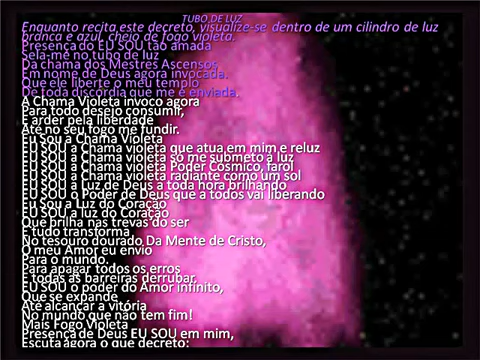 TUBO DE LUZ
Enquanto recita este decreto, visualize-se dentro de um cilindro de luz
branca e azul, cheio de fogo violeta.
Presença do EU SOU tão amada
Sela-me no tubo de luz
Da chama dos Mestres Ascensos
Em nome de Deus agora invocada.
Que ele liberte o meu templo
De toda discórdia que me é enviada.
A Chama Violeta invoco agora
Para todo desejo consumir,
E arder pela liberdade
Até no seu fogo me fundir.
Eu Sou a Chama Violeta
EU SOU a Chama violeta que atua em mim e reluz
EU SOU a Chama violeta só me submeto à luz
EU SOU a Chama violeta Poder Cósmico, farol
EU SOU a Chama violeta radiante como um sol
EU SOU a Luz de Deus a toda hora brilhando
EU SOU o Poder de Deus que a todos vai liberando
Eu Sou a Luz do Coração
EU SOU a luz do Coração
Que brilha nas trevas do ser
E tudo transforma
No tesouro dourado Da Mente de Cristo,
O meu Amor eu envio
Para o mundo.
Para apagar todos os erros
E todas as barreiras derrubar.
EU SOU o poder do Amor infinito,
Que se expande
Até alcançar a vitória
No mundo que não tem fim!
Mais Fogo Violeta
Presença de Deus EU SOU em mim,
Escuta agora o que decreto: